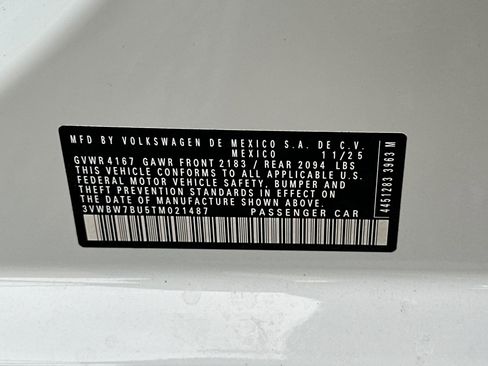 MFD BY VOLKSWAGEN DE MEXICO S.A. DE C.V.
MEXICO 11/25
GVWR 4167 GAWR FRONT 2183 / REAR 2094 LBS
THIS VEHICLE CONFORMS TO ALL APPLICABLE
FEDERAL MOTOR VEHICLE SAFETY, BUMPER AND
THEFT PREVENTION STANDARDS IN EFFECT ON
THE DATE OF MANUFACTURE SHOWN ABOVE.
3VWBW7BU5TM021487 PASSENGER CAR
4451283 3963 M